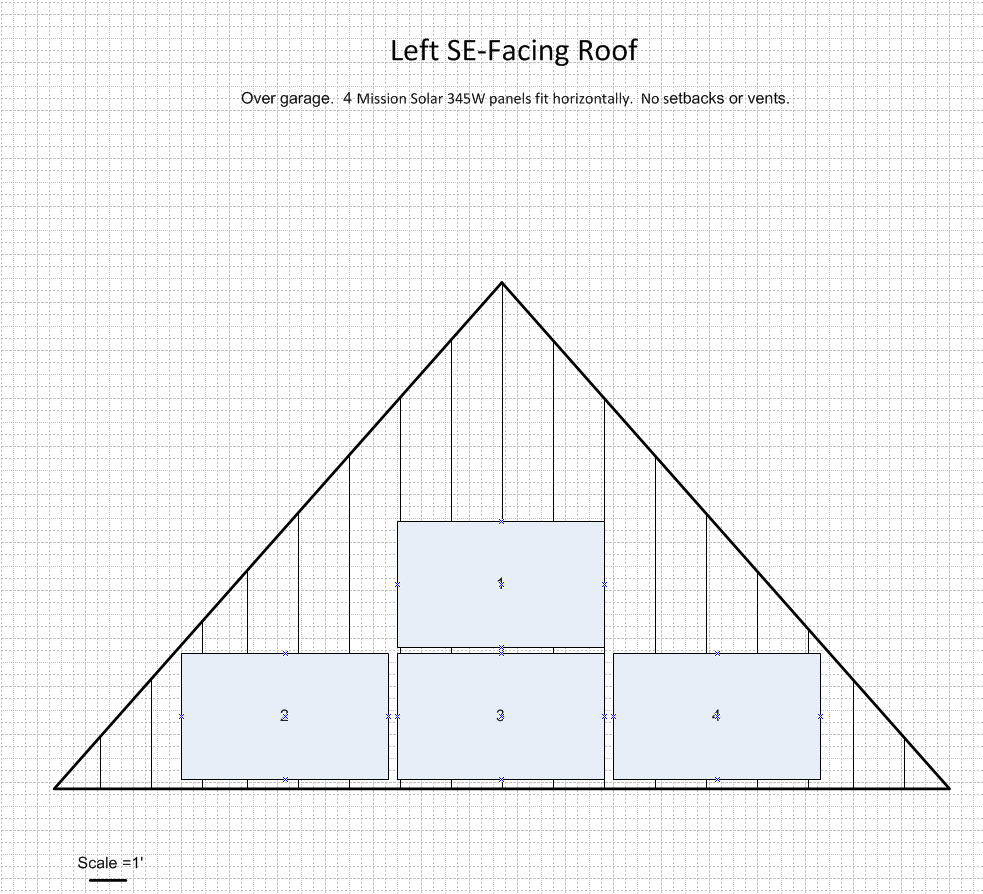 Left SE-Facing Roof
Over garage.  4 Mission Solar 345W panels fit horizontally.  No setbacks or vents.
1
2 3 4
Scale =1'